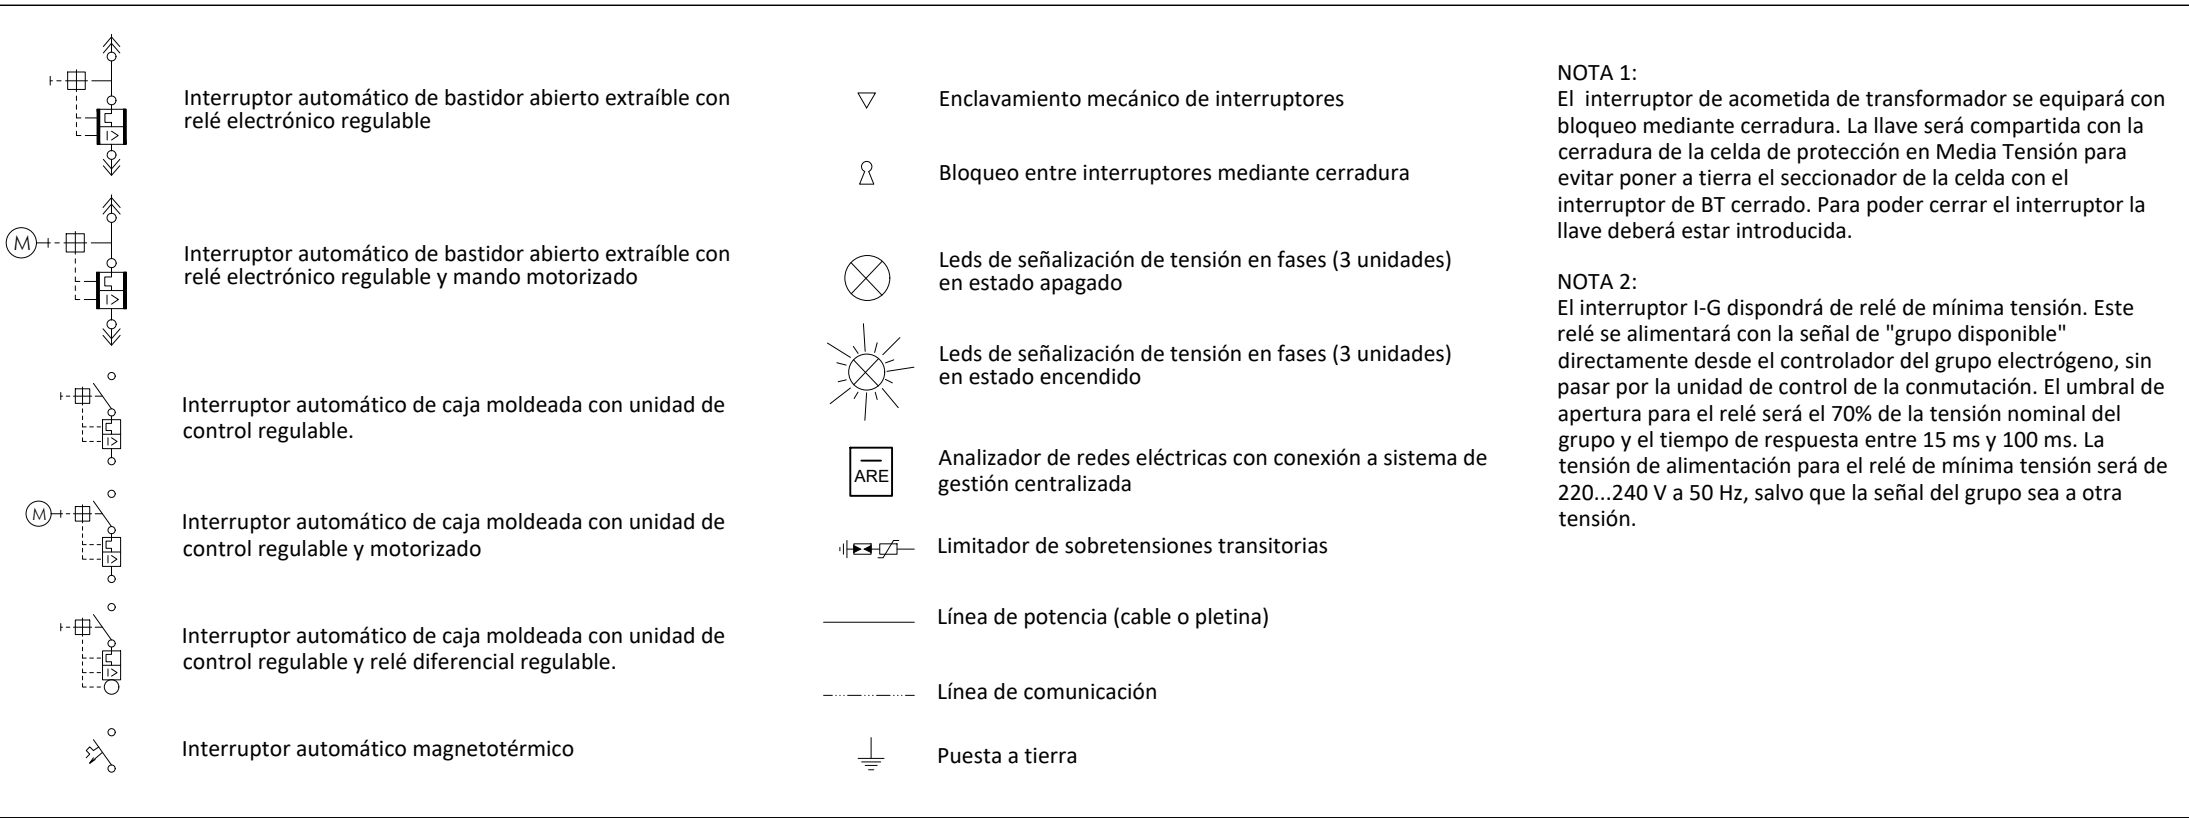 Interruptor automático de bastidor abierto extraíble con
relé electrónico regulable
M
Interruptor automático de bastidor abierto extraíble con
relé electrónico regulable y mando motorizado
Interruptor automático de caja moldeada con unidad de
control regulable.
M
Interruptor automático de caja moldeada con unidad de
control regulable y motorizado
Interruptor automático de caja moldeada con unidad de
control regulable y relé diferencial regulable.
Interruptor automático magnetotérmico
Enclavamiento mecánico de interruptores
Bloqueo entre interruptores mediante cerradura
Leds de señalización de tensión en fases (3 unidades)
en estado apagado
Leds de señalización de tensión en fases (3 unidades)
en estado encendido
ARE
Analizador de redes eléctricas con conexión a sistema de
gestión centralizada
Limitador de sobretensiones transitorias
Línea de potencia (cable o pletina)
Línea de comunicación
Puesta a tierra
NOTA 1:
El interruptor de acometida de transformador se equipará con
bloqueo mediante cerradura. La llave será compartida con la
cerradura de la celda de protección en Media Tensión para
evitar poner a tierra el seccionador de la celda con el
interruptor de BT cerrado. Para poder cerrar el interruptor la
llave deberá estar introducida.
NOTA 2:
El interruptor I-G dispondrá de relé de mínima tensión. Este
relé se alimentará con la señal de "grupo disponible"
directamente desde el controlador del grupo electrógeno, sin
pasar por la unidad de control de la conmutación. El umbral de
apertura para el relé será el 70% de la tensión nominal del
grupo y el tiempo de respuesta entre 15 ms y 100 ms. La
tensión de alimentación para el relé de mínima tensión será de
220...240 V a 50 Hz, salvo que la señal del grupo sea a otra
tensión.